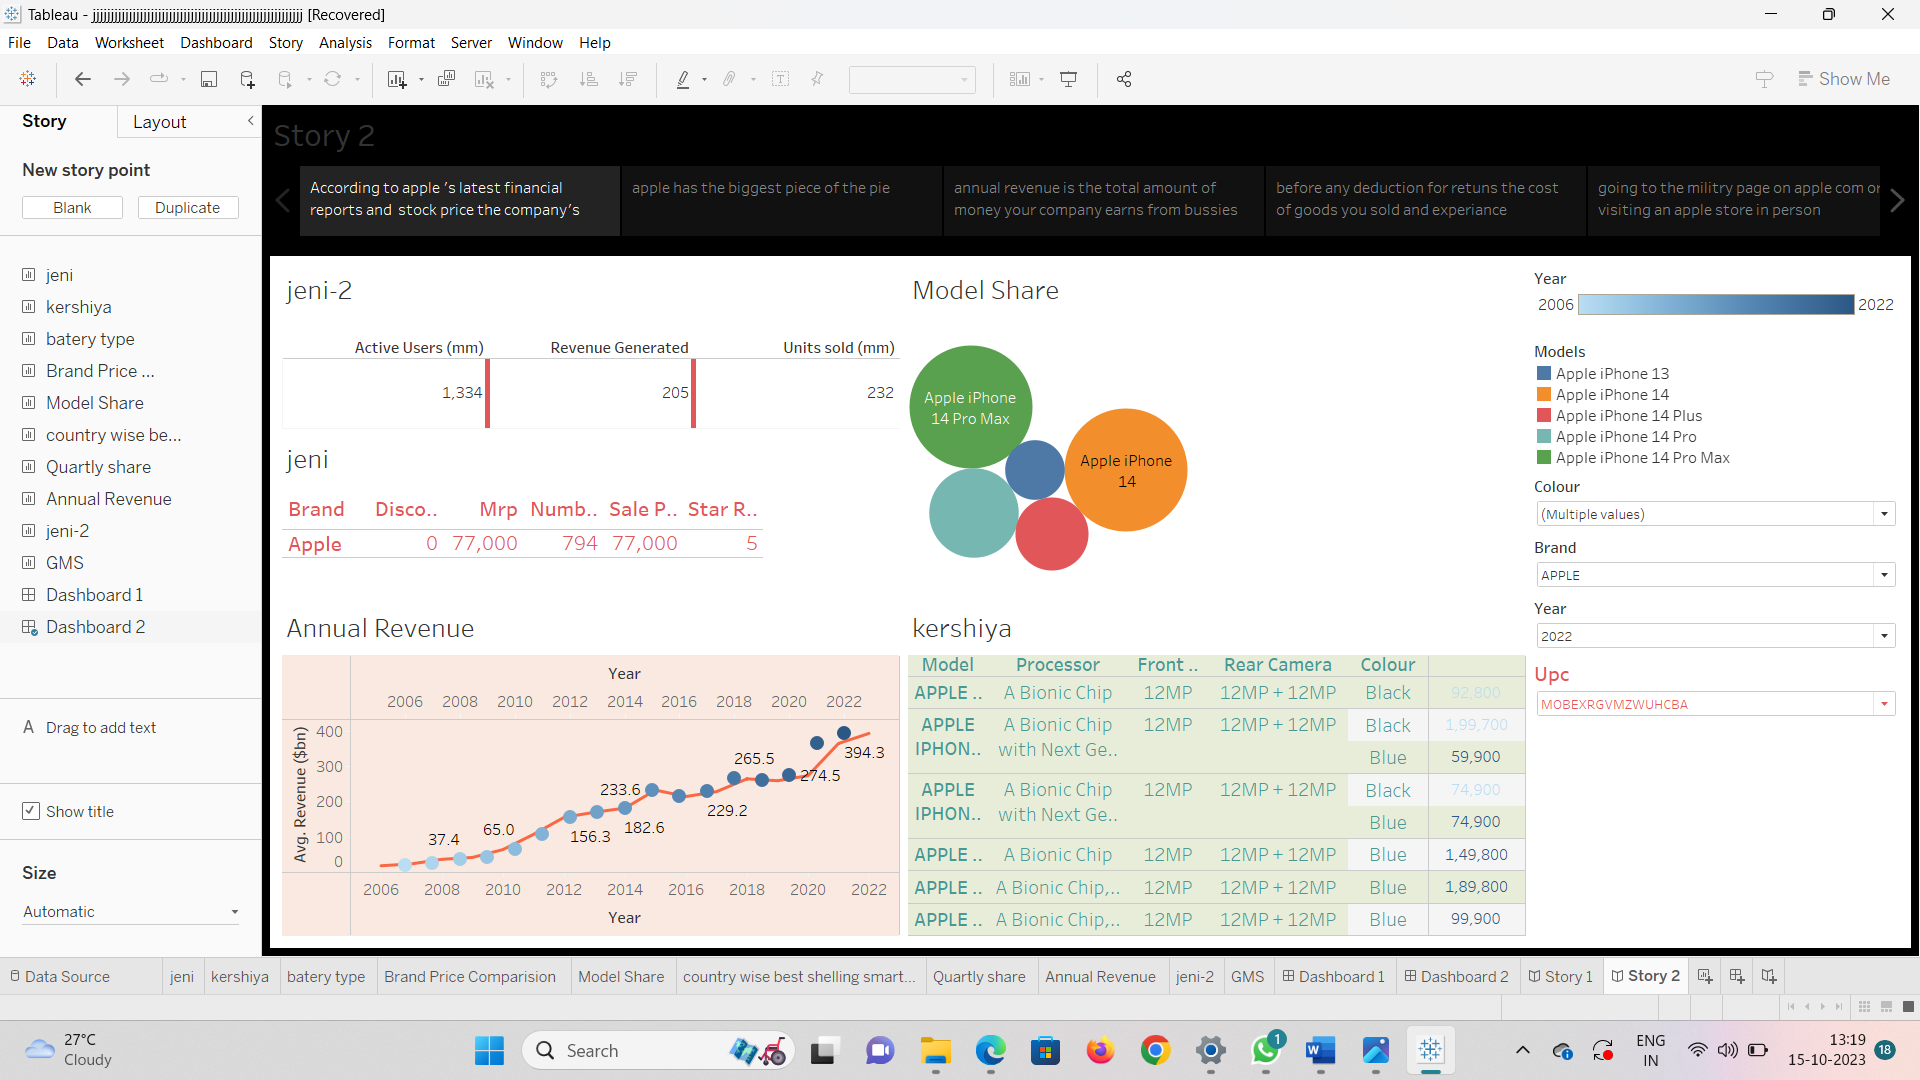 Tableau - jjjjjjjjjjjjjjjjjjjjjjjjjjjjjjjjjjjjjjjjjjjjjjjjjjjjjjjjjj [Recovered]
File Data Worksheet Dashboard Story Analysis Format Server Window Help
Show Me
Story Layout
New story point
Blank Duplicate
jeni
kershiya
batery type
Brand Price ...
Model Share
country wise be...
Quartly share
Annual Revenue
jeni-2
GMS
Dashboard 1
Dashboard 2
A Drag to add text
Show title
Size
Automatic
Story 2
According to apple 's latest financial
reports and stock price the company's
apple has the biggest piece of the pie
annual revenue is the total amount of
money your company earns from bussies
before any deduction for retuns the cost
of goods you sold and experiance
going to the militry page on apple com or
visiting an apple store in person
jeni-2
Active Users (mm) Revenue Generated Units sold (mm)
1,334 205 232
jeni
Brand Disco.. Mrp Numb.. Sale P.. Star R..
Apple 0 77,000 794 77,000 5
Model Share
Apple iPhone
14 Pro Max
Apple iPhone
14
Annual Revenue
Year
2006 2008 2010 2012 2014 2016 2018 2020 2022
Avg. Revenue ($bn)
400
300
200
100
0
37.4
65.0
156.3
233.6
182.6
229.2
265.5
274.5
394.3
2006 2008 2010 2012 2014 2016 2018 2020 2022
Year
kershiya
Model Processor Front .. Rear Camera Colour
APPLE .. A Bionic Chip 12MP 12MP + 12MP Black 92,800
APPLE IPHON.. A Bionic Chip with Next Ge.. 12MP 12MP + 12MP Black 1,99,700
Blue 59,900
APPLE IPHON.. A Bionic Chip with Next Ge.. 12MP 12MP + 12MP Black 74,900
Blue 74,900
APPLE .. A Bionic Chip 12MP 12MP + 12MP Blue 1,49,800
APPLE .. A Bionic Chip,.. 12MP 12MP + 12MP Blue 1,89,800
APPLE .. A Bionic Chip,.. 12MP 12MP + 12MP Blue 99,900
Year
2006 2022
Models
Apple iPhone 13
Apple iPhone 14
Apple iPhone 14 Plus
Apple iPhone 14 Pro
Apple iPhone 14 Pro Max
Colour
(Multiple values)
Brand
APPLE
Year
2022
Upc
MOBEXRGVMZWUHCBA
Data Source jeni kershiya batery type Brand Price Comparision Model Share country wise best shelling smart... Quartly share Annual Revenue jeni-2 GMS Dashboard 1 Dashboard 2 Story 1 Story 2
27°C
Cloudy
Search
1
ENG
IN
13:19
15-10-2023
18